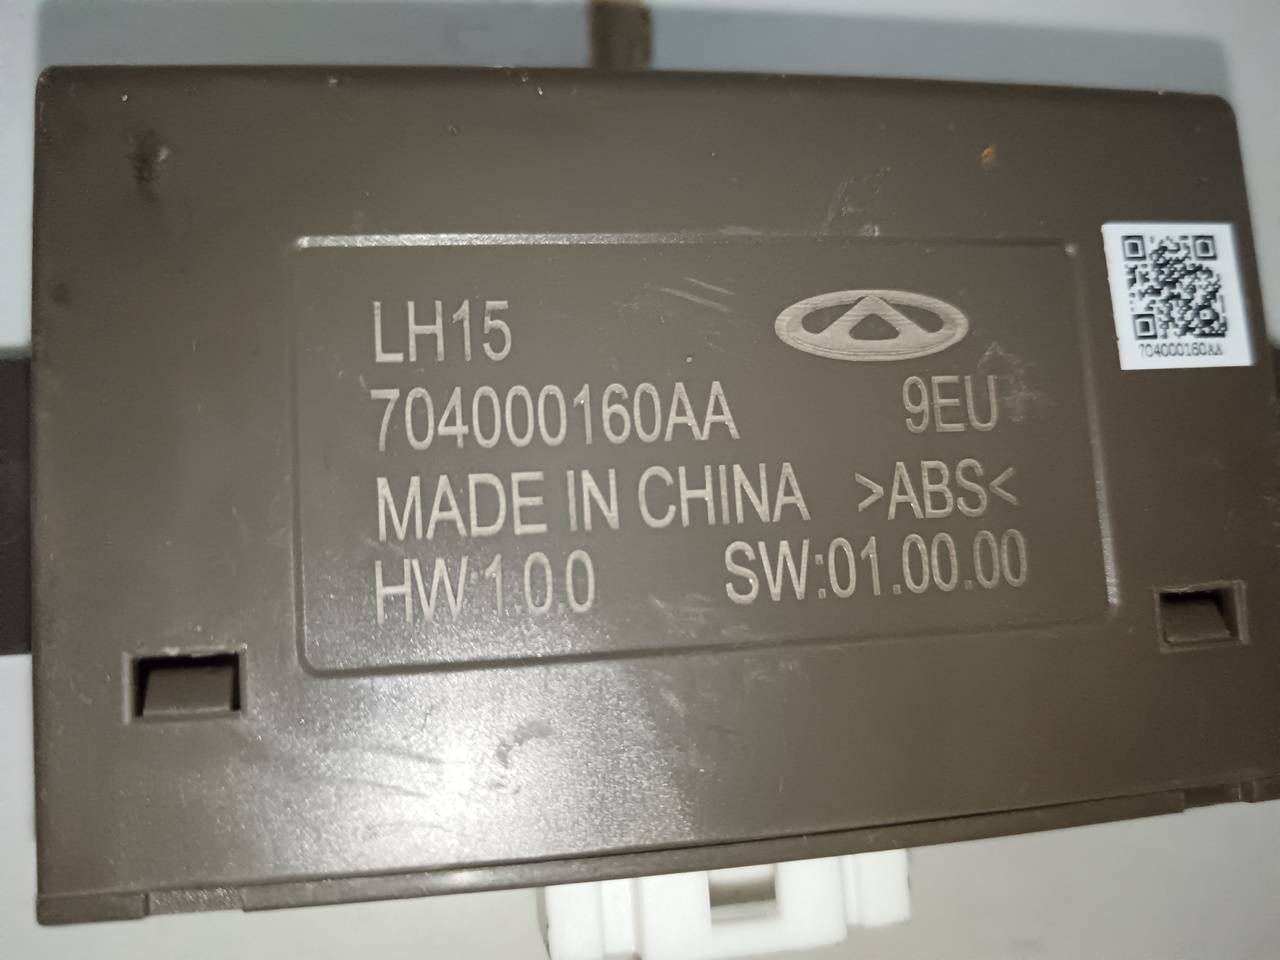 LH15
704000160AA 9EU
MADE IN CHINA >ABS<
HW:1.0.0 SW:01.00.00
704000160AA